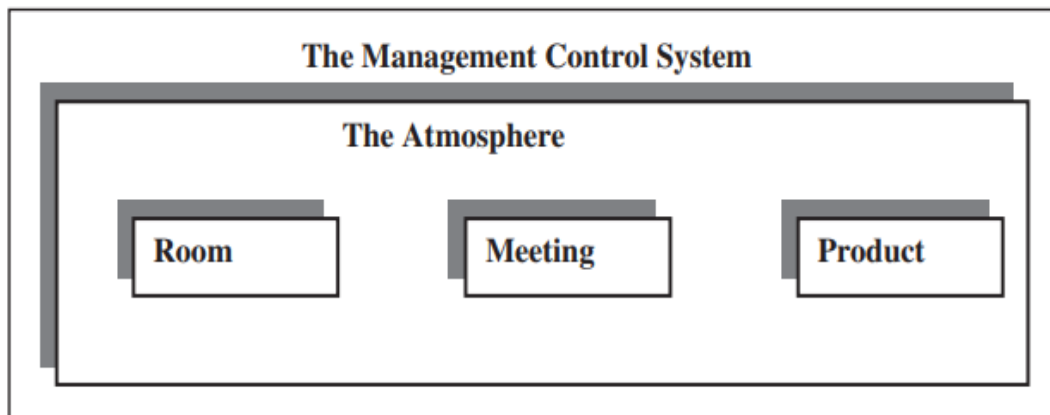 The Management Control System
The Atmosphere
Room
Meeting
Product